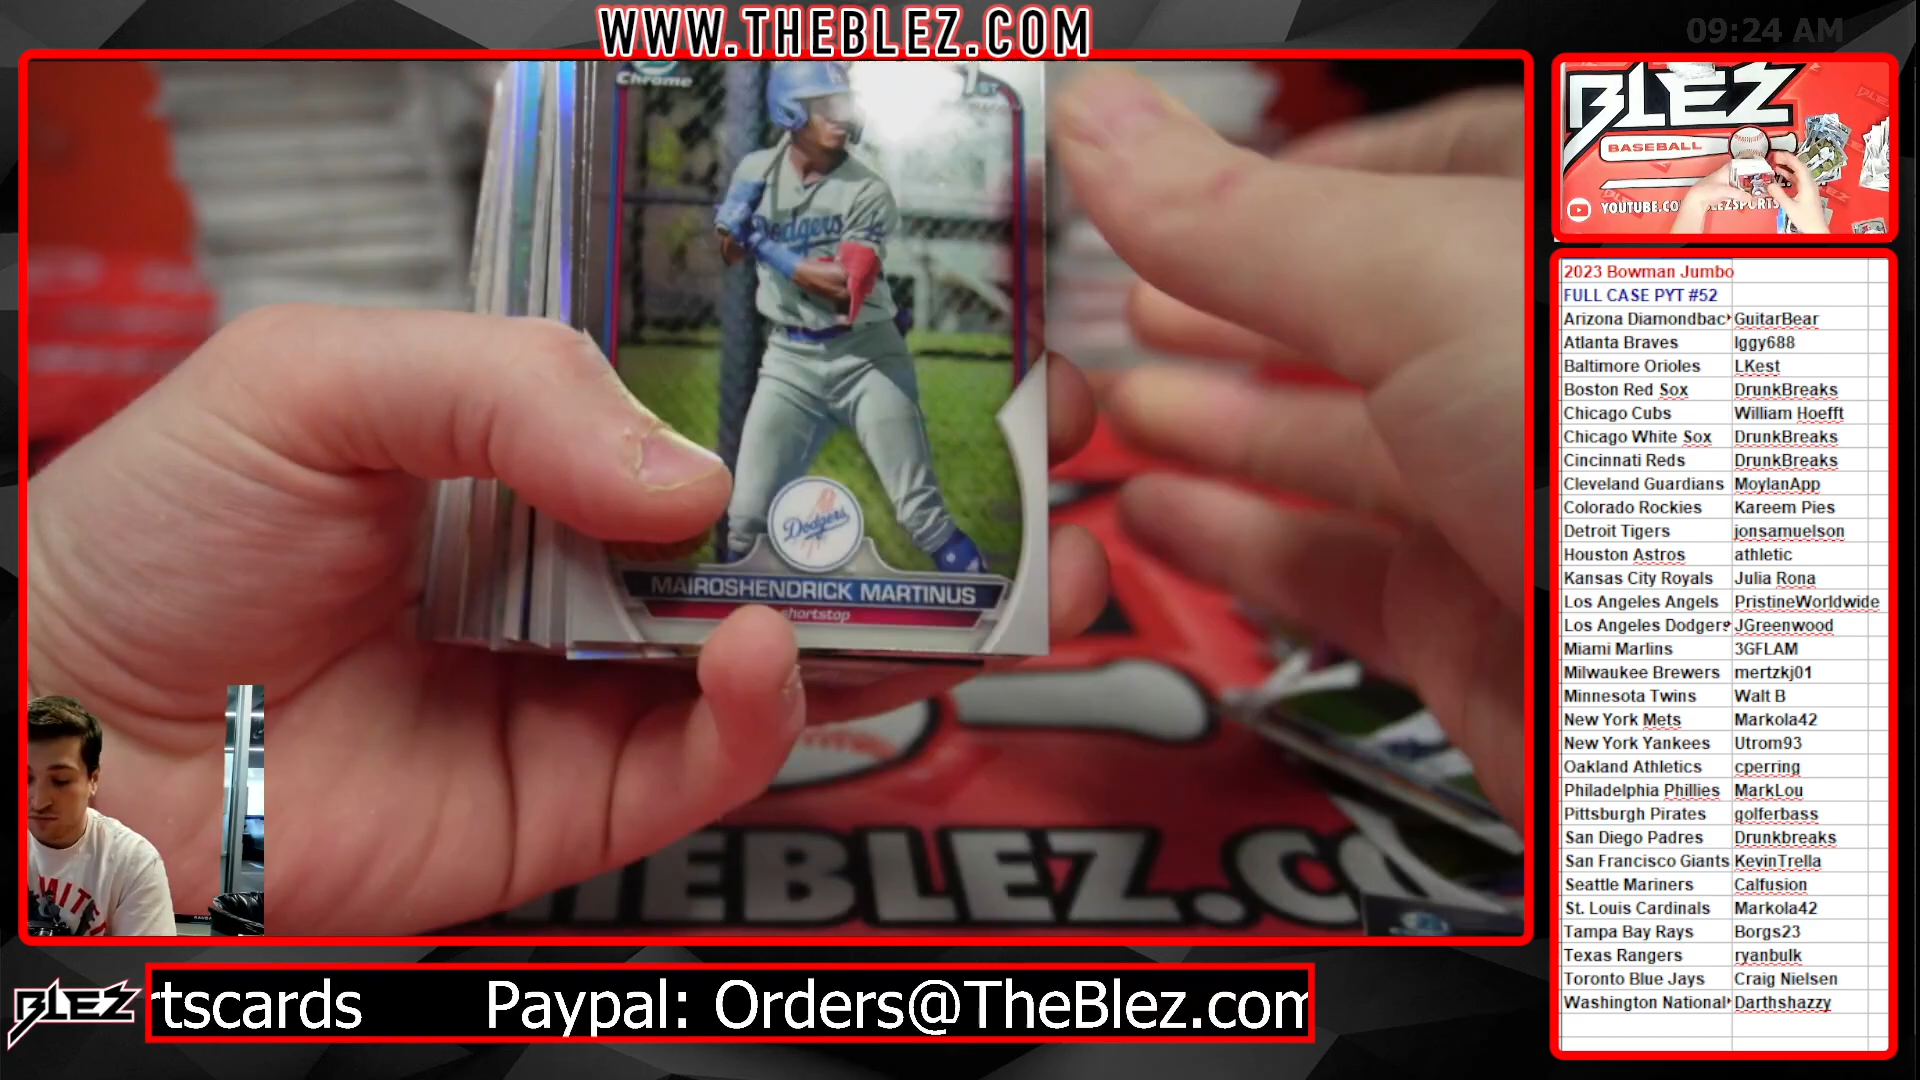 WWW.THEBLEZ.COM
09:24 AM
Chrome
1ST
Dodgers
Dodgers
MAIROSHENDRICK MARTINUS
shortstop
THEBLEZ.CO
BLEZ
BASEBALL
2023 Bowman Jumbo
FULL CASE PYT #52
Arizona Diamondbac GuitarBear
Atlanta Braves Iggy688
Baltimore Orioles LKest
Boston Red Sox DrunkBreaks
Chicago Cubs William Hoefft
Chicago White Sox DrunkBreaks
Cincinnati Reds DrunkBreaks
Cleveland Guardians MoylanApp
Colorado Rockies Kareem Pies
Detroit Tigers jonsamuelson
Houston Astros athletic
Kansas City Royals Julia Rona
Los Angeles Angels PristineWorldwide
Los Angeles Dodgers JGreenwood
Miami Marlins 3GFLAM
Milwaukee Brewers mertzkj01
Minnesota Twins Walt B
New York Mets Markola42
New York Yankees Utrom93
Oakland Athletics cperring
Philadelphia Phillies MarkLou
Pittsburgh Pirates golferbass
San Diego Padres Drunkbreaks
San Francisco Giants KevinTrella
Seattle Mariners Calfusion
St. Louis Cardinals Markola42
Tampa Bay Rays Borgs23
Texas Rangers ryanbulk
Toronto Blue Jays Craig Nielsen
Washington National Darthshazzy
BLEZ
rtscards Paypal: Orders@TheBlez.com